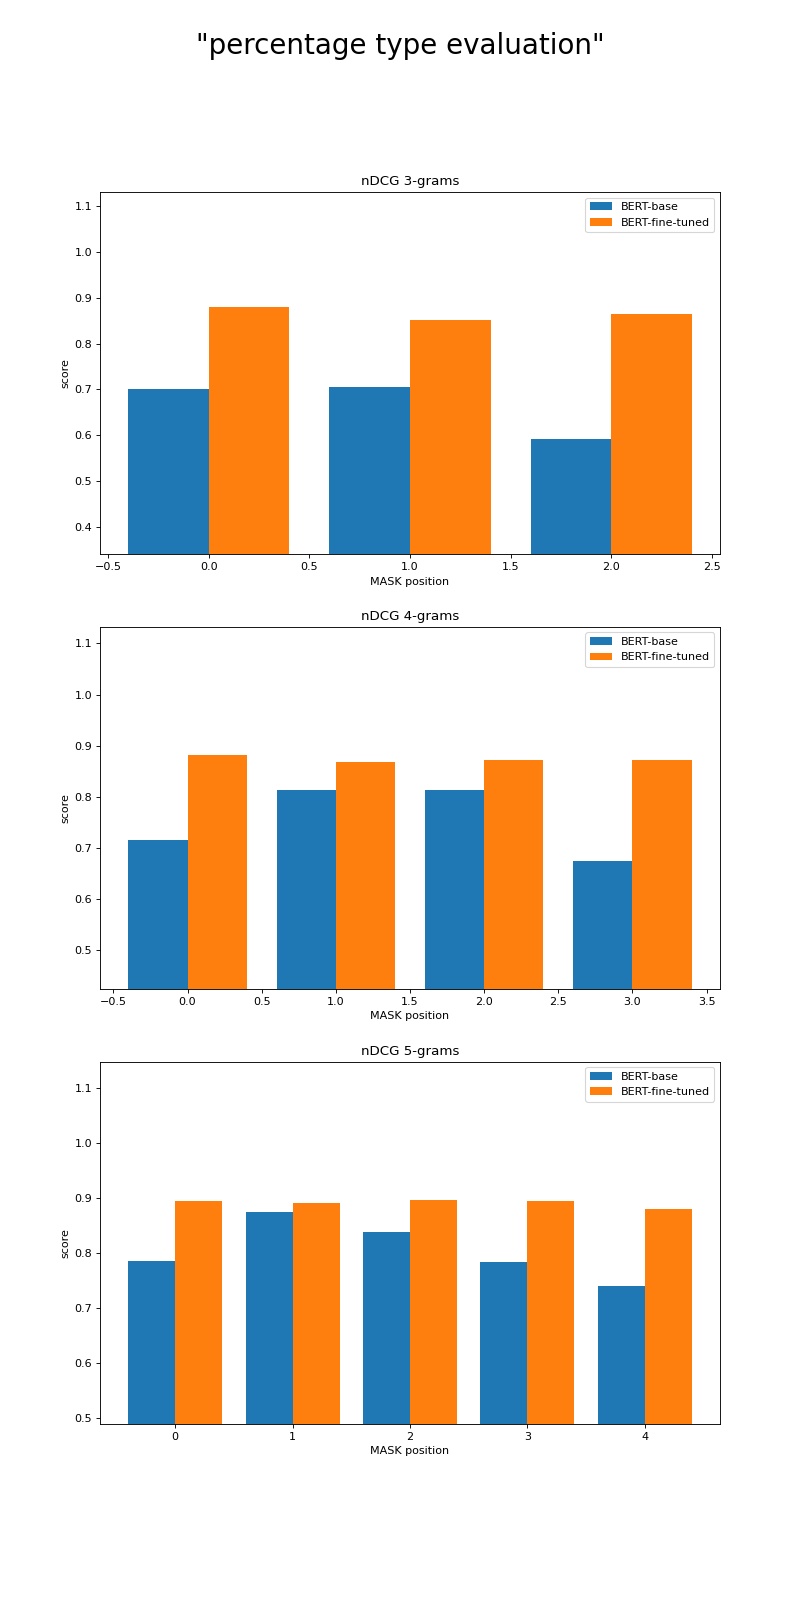 "percentage type evaluation"
nDCG 3-grams
1.1
1.0
0.9
0.8
0.7
0.6
0.5
0.4
score
BERT-base
BERT-fine-tuned
−0.5 0.0 0.5 1.0 1.5 2.0 2.5
MASK position
nDCG 4-grams
1.1
1.0
0.9
0.8
0.7
0.6
0.5
score
BERT-base
BERT-fine-tuned
−0.5 0.0 0.5 1.0 1.5 2.0 2.5 3.0 3.5
MASK position
nDCG 5-grams
1.1
1.0
0.9
0.8
0.7
0.6
0.5
score
BERT-base
BERT-fine-tuned
0 1 2 3 4
MASK position